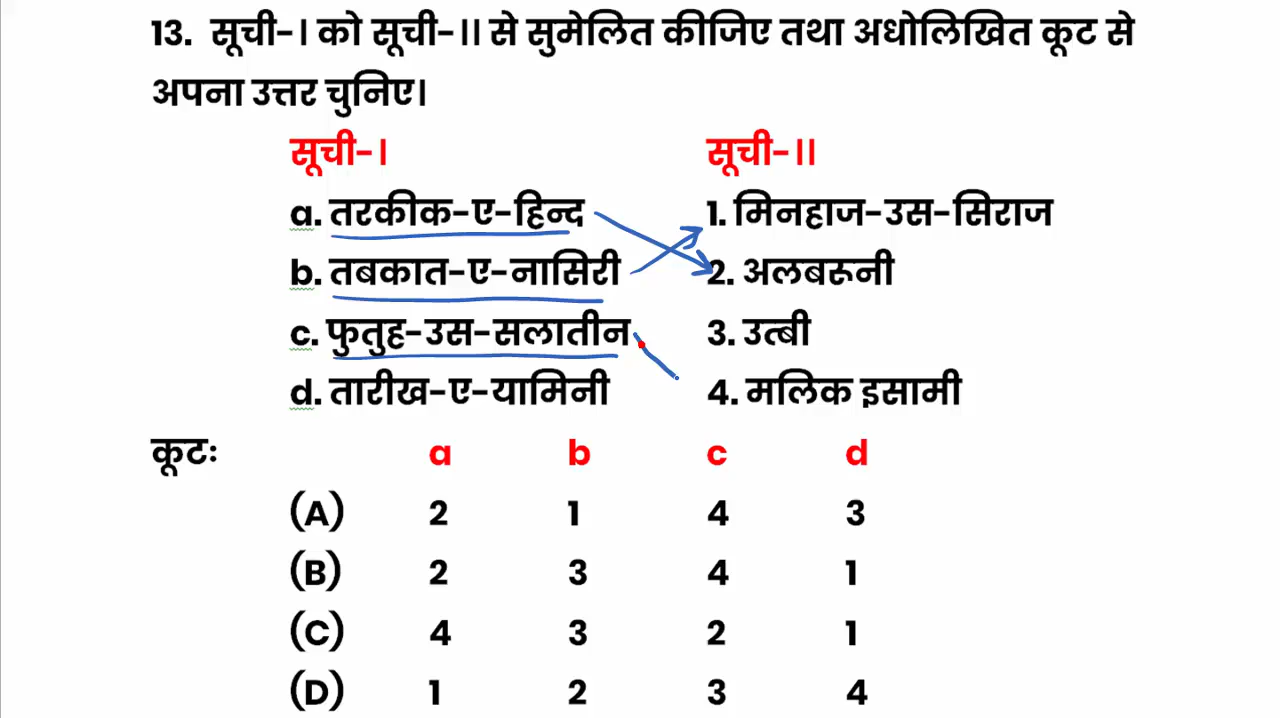 13. सूची-I को सूची-II से सुमेलित कीजिए तथा अधोलिखित कूट से
अपना उत्तर चुनिए।
सूची-I सूची-II
a. तरकीक-ए-हिन्द 1. मिनहाज-उस-सिराज
b. तबकात-ए-नासिरी 2. अलबरूनी
c. फुतुह-उस-सलातीन 3. उत्बी
d. तारीख-ए-यामिनी 4. मलिक इसामी
कूटः a b c d
(A) 2 1 4 3
(B) 2 3 4 1
(C) 4 3 2 1
(D) 1 2 3 4